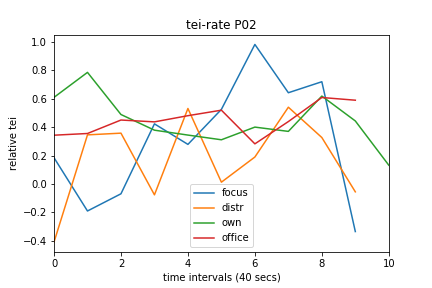 tei-rate P02
relative tei
1.0
0.8
0.6
0.4
0.2
0.0
−0.2
−0.4
focus
distr
own
office
0 2 4 6 8 10
time intervals (40 secs)